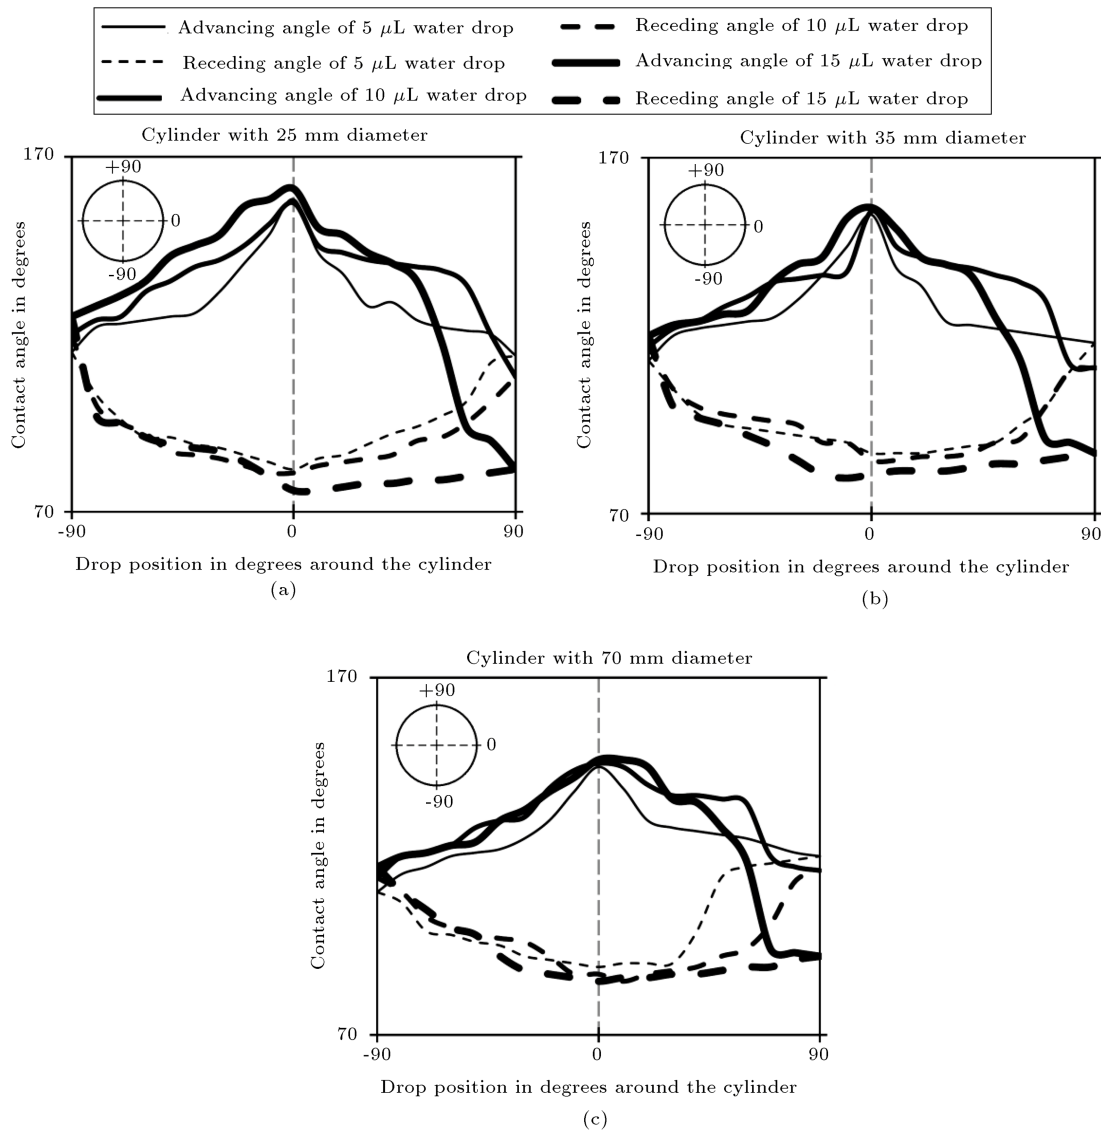 Advancing angle of 5 μL water drop
Receding angle of 10 μL water drop
Receding angle of 5 μL water drop
Advancing angle of 15 μL water drop
Advancing angle of 10 μL water drop
Receding angle of 15 μL water drop
Cylinder with 25 mm diameter
170
+90
0
-90
Contact angle in degrees
70
-90
0
90
Drop position in degrees around the cylinder
(a)
Cylinder with 35 mm diameter
170
+90
0
-90
Contact angle in degrees
70
-90
0
90
Drop position in degrees around the cylinder
(b)
Cylinder with 70 mm diameter
170
+90
0
-90
Contact angle in degrees
70
-90
0
90
Drop position in degrees around the cylinder
(c)